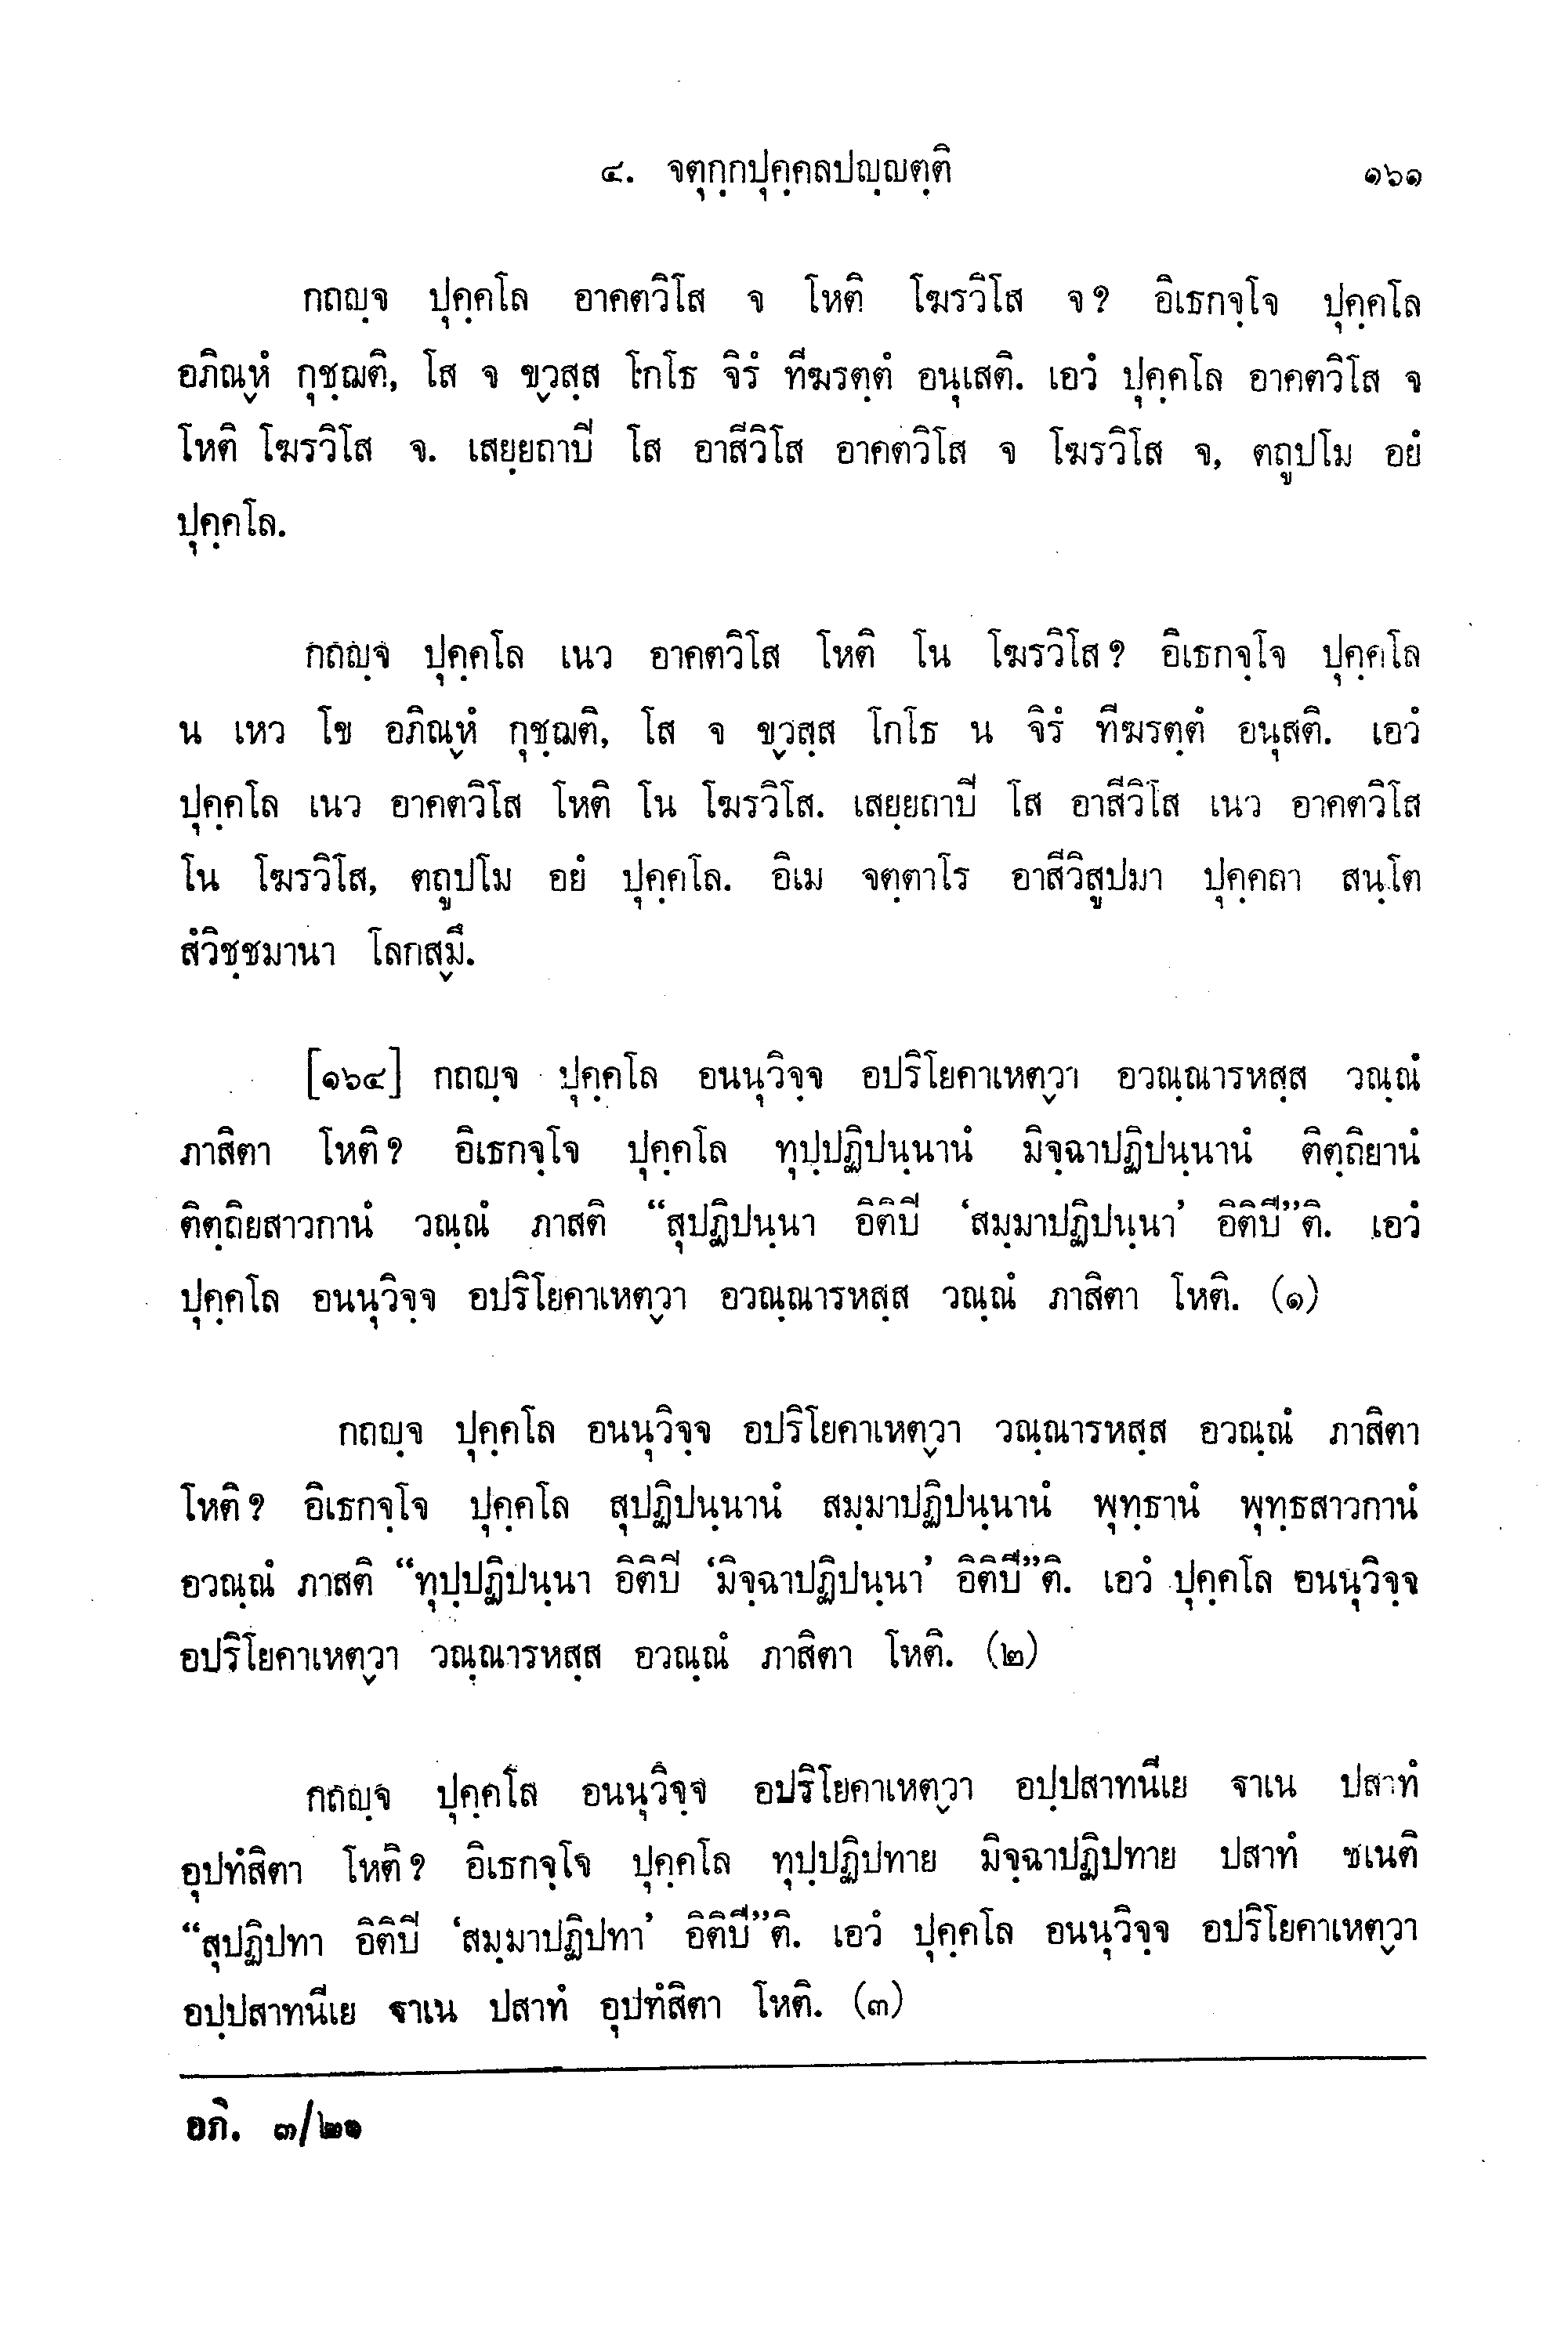 ๔. จตุกฺกปุคฺคลปญฺญตฺติ ๑๖๑
กถญฺจ ปุคฺคโล อาคตวิโส จ โหติ โฆรวิโส จ? อิเธกจฺโจ ปุคฺคโล
อภิณฺหํ กุชฺฌติ, โส จ ขฺวสฺส โกโธ จิรํ ทีฆรตฺตํ อนุเสติ. เอวํ ปุคฺคโล อาคตวิโส จ
โหติ โฆรวิโส จ. เสยฺยถาปี โส อาสีวิโส อาคตวิโส จ โฆรวิโส จ, ตถูปโม อยํ
ปุคฺคโล.
กถญฺจ ปุคฺคโล เนว อาคตวิโส โหติ โน โฆรวิโส? อิเธกจฺโจ ปุคฺคโล
น เหว โข อภิณฺหํ กุชฺฌติ, โส จ ขฺวสฺส โกโธ น จิรํ ทีฆรตฺตํ อนุสติ. เอวํ
ปุคฺคโล เนว อาคตวิโส โหติ โน โฆรวิโส. เสยฺยถาปี โส อาสีวิโส เนว อาคตวิโส
โน โฆรวิโส, ตถูปโม อยํ ปุคฺคโล. อิเม จตฺตาโร อาสีวิสูปมา ปุคฺคลา สนฺโต
สํวิชฺชมานา โลกสฺมึ.
[๑๖๔] กถญฺจ ปุคฺคโล อนนุวิจฺจ อปริโยคาเหตฺวา อวณฺณารหสฺส วณฺณํ
ภาสิตา โหติ? อิเธกจฺโจ ปุคฺคโล ทุปฺปฏิปนฺนานํ มิจฺฉาปฏิปนฺนานํ ติตฺถิยานํ
ติตฺถิยสาวกานํ วณฺณํ ภาสติ “สุปฏิปนฺนา อิติปี ‘สมฺมาปฏิปนฺนา’ อิติปี”ติ. เอวํ
ปุคฺคโล อนนุวิจฺจ อปริโยคาเหตฺวา อวณฺณารหสฺส วณฺณํ ภาสิตา โหติ. (๑)
กถญฺจ ปุคฺคโล อนนุวิจฺจ อปริโยคาเหตฺวา วณฺณารหสฺส อวณฺณํ ภาสิตา
โหติ? อิเธกจฺโจ ปุคฺคโล สุปฏิปนฺนานํ สมฺมาปฏิปนฺนานํ พุทฺธานํ พุทฺธสาวกานํ
อวณฺณํ ภาสติ “ทุปฺปฏิปนฺนา อิติปี ‘มิจฺฉาปฏิปนฺนา’ อิติปี”ติ. เอวํ ปุคฺคโล อนนุวิจฺจ
อปริโยคาเหตฺวา วณฺณารหสฺส อวณฺณํ ภาสิตา โหติ. (๒)
กถญฺจ ปุคฺคโล อนนุวิจฺจ อปริโยคาเหตฺวา อปฺปสาทนีเย ฐาเน ปสาทํ
อุปทํสิตา โหติ? อิเธกจฺโจ ปุคฺคโล ทุปฺปฏิปทาย มิจฺฉาปฏิปทาย ปสาทํ ชเนติ
“สุปฏิปทา อิติปี ‘สมฺมาปฏิปทา’ อิติปี”ติ. เอวํ ปุคฺคโล อนนุวิจฺจ อปริโยคาเหตฺวา
อปฺปสาทนีเย ฐาเน ปสาทํ อุปทํสิตา โหติ. (๓)
อภิ. ๓/๒๑